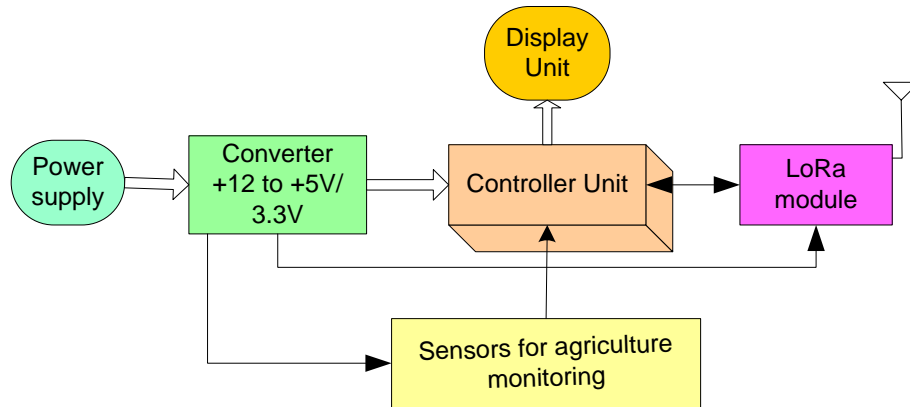 Display
Unit
Power
supply
Converter
+12 to +5V/
3.3V
Controller Unit
LoRa
module
Sensors for agriculture
monitoring